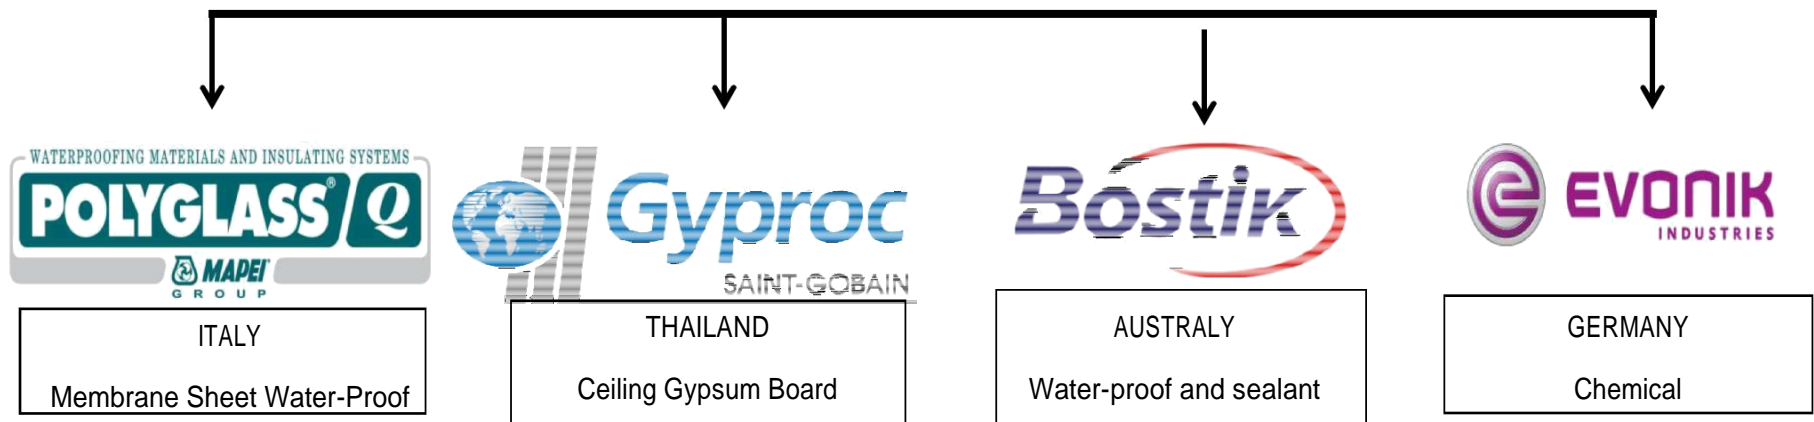 WATERPROOFING MATERIALS AND INSULATING SYSTEMS
POLYGLASS® Q
MAPEI
GROUP
Gyproc
SAINT-GOBAIN
Bostik
EVONIK
INDUSTRIES
ITALY
Membrane Sheet Water-Proof
THAILAND
Ceiling Gypsum Board
AUSTRALY
Water-proof and sealant
GERMANY
Chemical